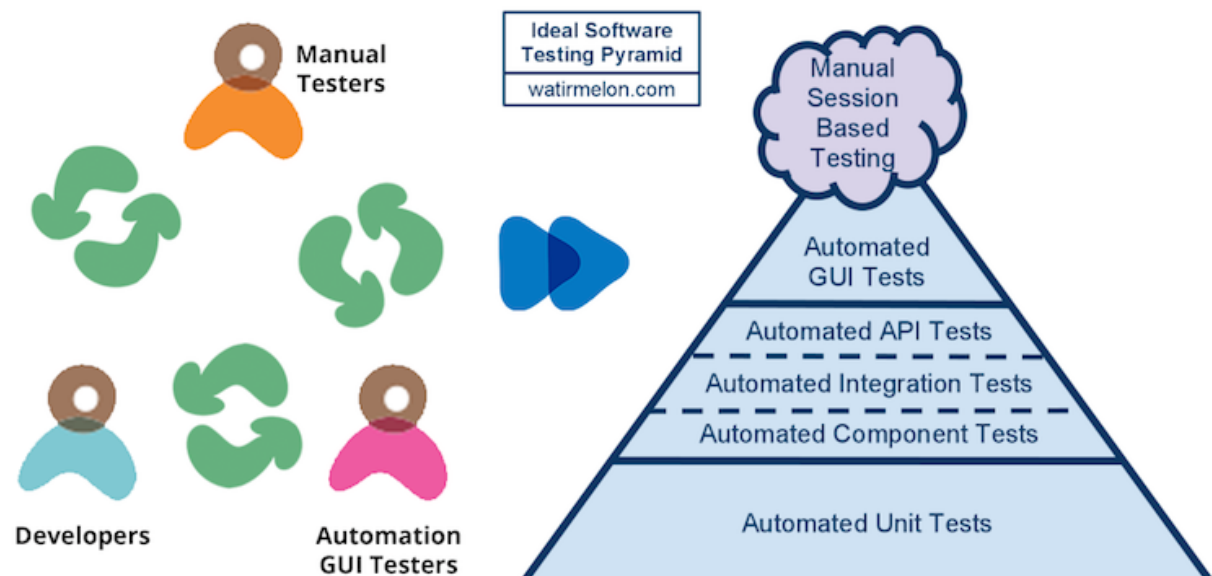 Manual
Testers
Developers
Automation
GUI Testers
Ideal Software
Testing Pyramid
watirmelon.com
Manual
Session
Based
Testing
Automated
GUI Tests
Automated API Tests
Automated Integration Tests
Automated Component Tests
Automated Unit Tests